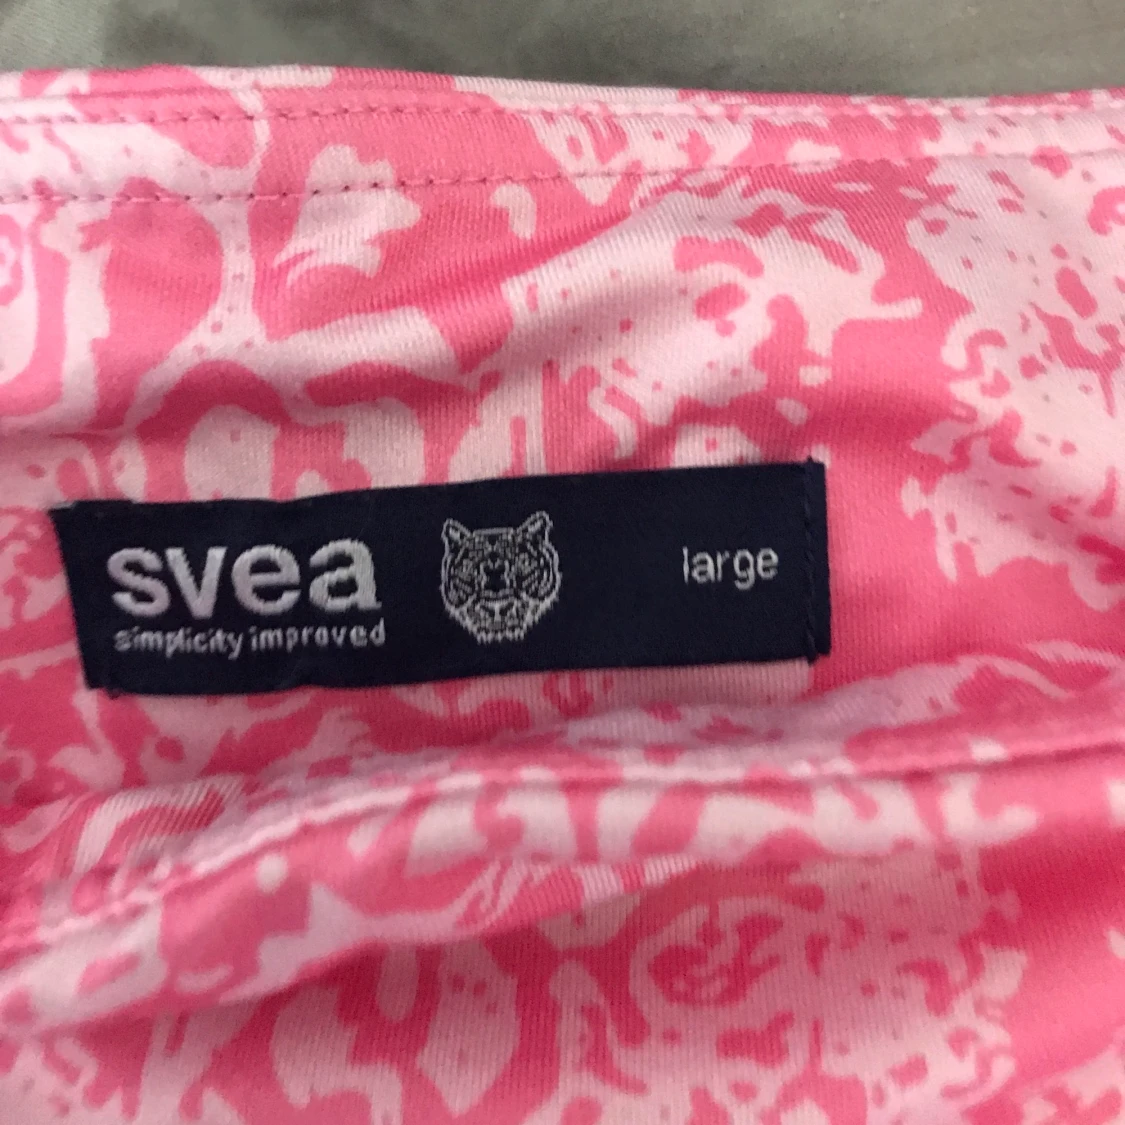 svea
simplicity improved
large